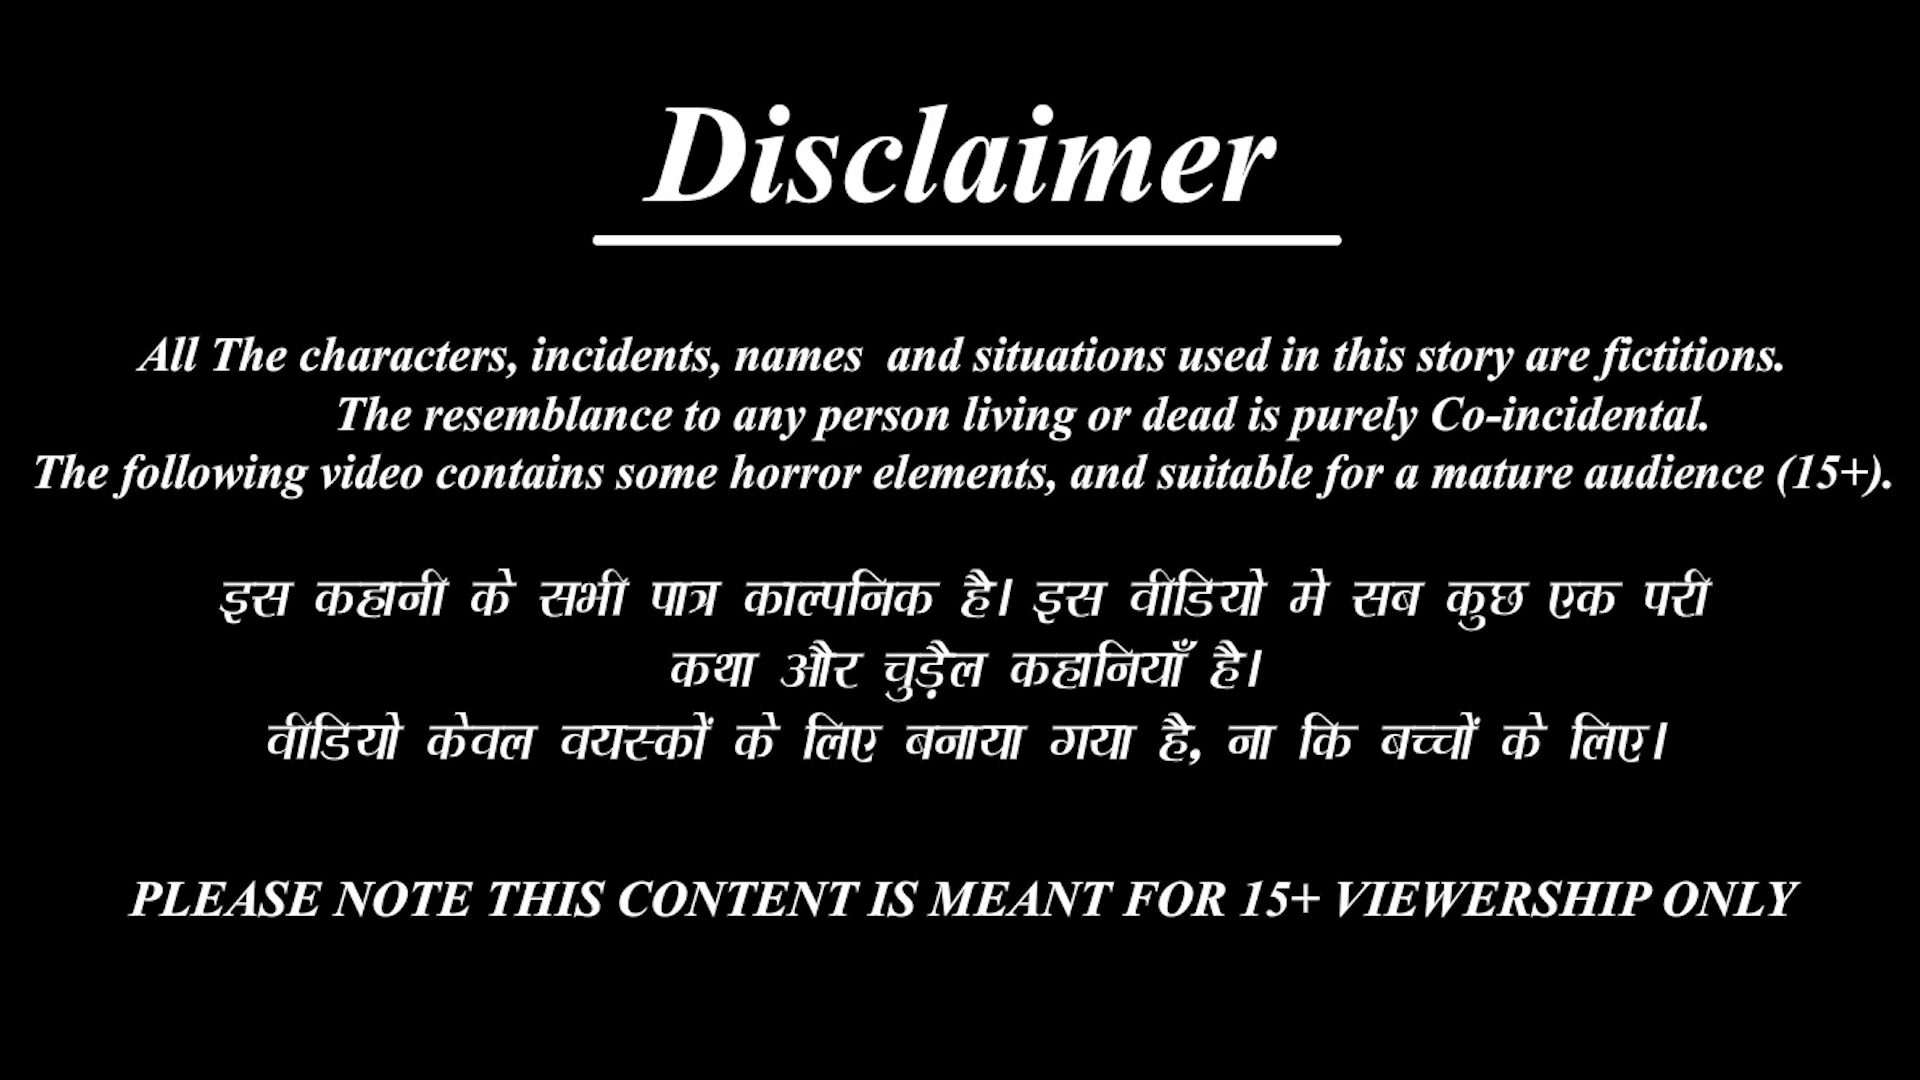 Disclaimer
All The characters, incidents, names and situations used in this story are fictitions.
The resemblance to any person living or dead is purely Co-incidental.
The following video contains some horror elements, and suitable for a mature audience (15+).
इस कहानी के सभी पात्र काल्पनिक है। इस वीडियो मे सब कुछ एक परी
कथा और चुड़ैल कहानियाँ है।
वीडियो केवल वयस्कों के लिए बनाया गया है, ना कि बच्चों के लिए।
PLEASE NOTE THIS CONTENT IS MEANT FOR 15+ VIEWERSHIP ONLY